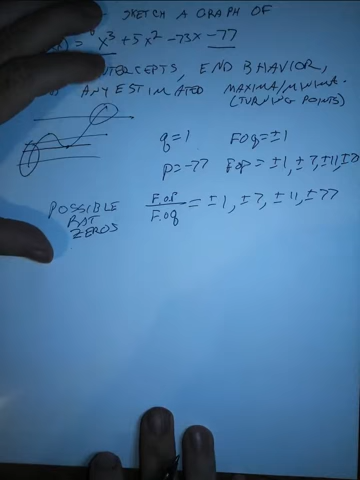 SKETCH A GRAPH OF
= x³ + 5x² - 73x - 77
INTERCEPTS, END BEHAVIOR,
ANY ESTIMATED MAXIMA/MINIMA
(TURNING POINTS)
q = 1 F.O.q = ±1
p = -77 F.O.P = ±1, ±7, ±11, ±77
POSSIBLE
RAT
ZEROS
F.O.P
F.O.q
= ±1, ±7, ±11, ±77